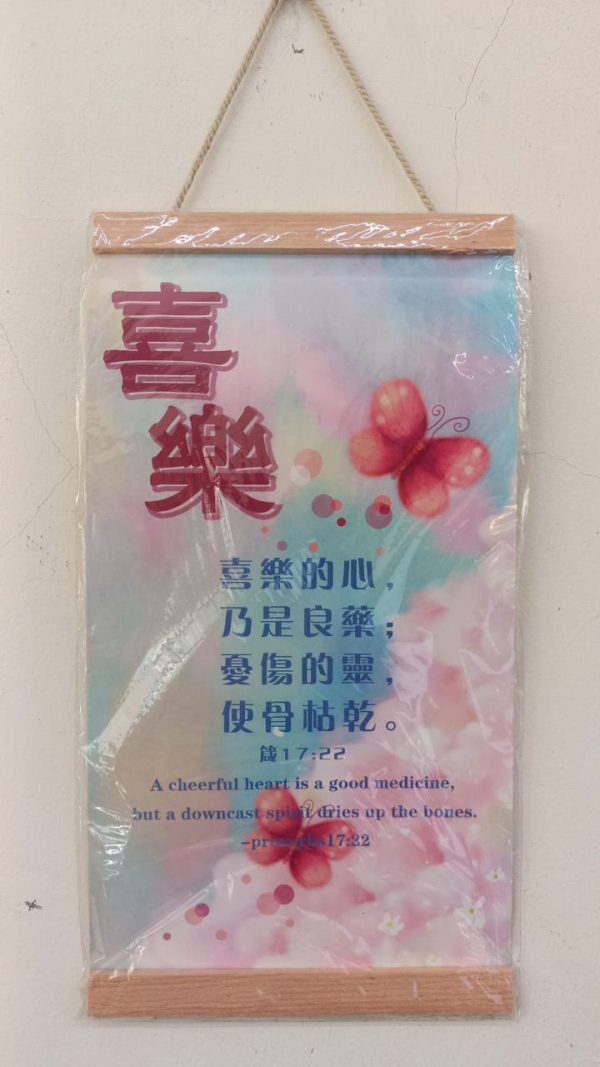 喜
樂
喜樂的心，
乃是良藥；
憂傷的靈，
使骨枯乾。
箴17:22
A cheerful heart is a good medicine,
but a downcast spirit dries up the bones.
-proverbs17:22